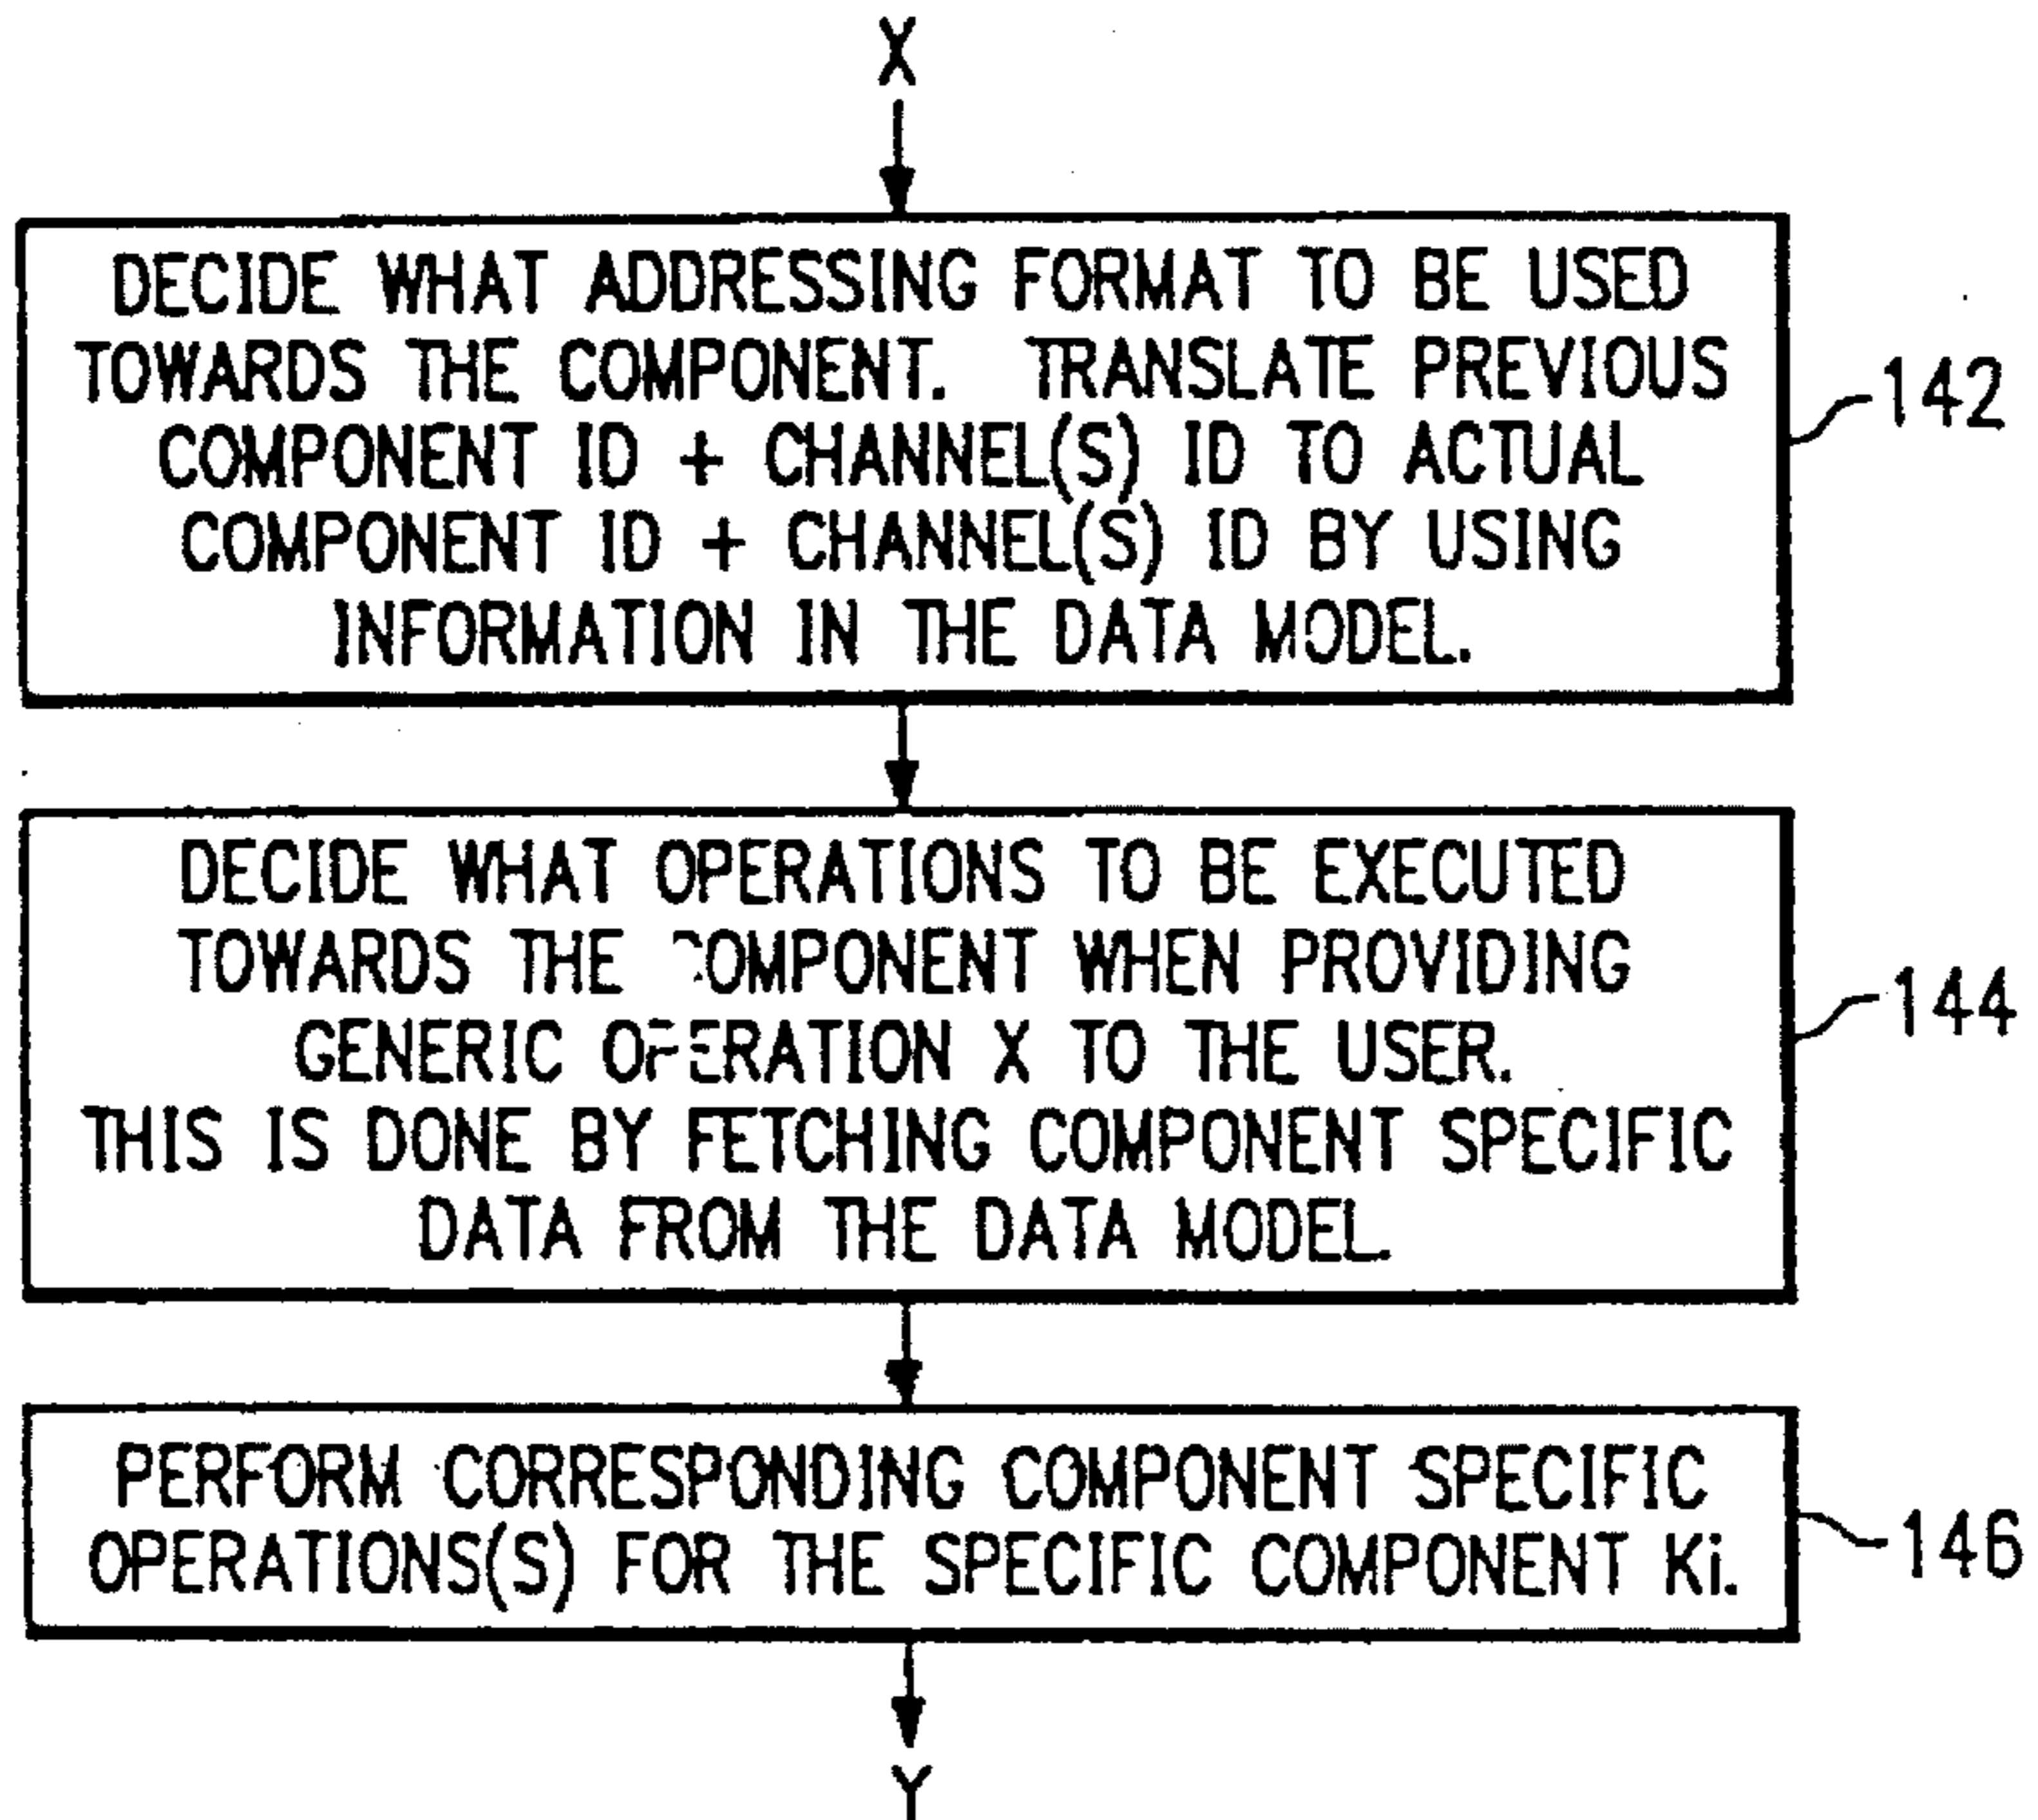 X
DECIDE WHAT ADDRESSING FORMAT TO BE USED
TOWARDS THE COMPONENT. TRANSLATE PREVIOUS
COMPONENT ID + CHANNEL(S) ID TO ACTUAL
COMPONENT ID + CHANNEL(S) ID BY USING
INFORMATION IN THE DATA MODEL.
142
DECIDE WHAT OPERATIONS TO BE EXECUTED
TOWARDS THE COMPONENT WHEN PROVIDING
GENERIC OPERATION X TO THE USER.
THIS IS DONE BY FETCHING COMPONENT SPECIFIC
DATA FROM THE DATA MODEL.
144
PERFORM CORRESPONDING COMPONENT SPECIFIC
OPERATIONS(S) FOR THE SPECIFIC COMPONENT Ki.
146
Y